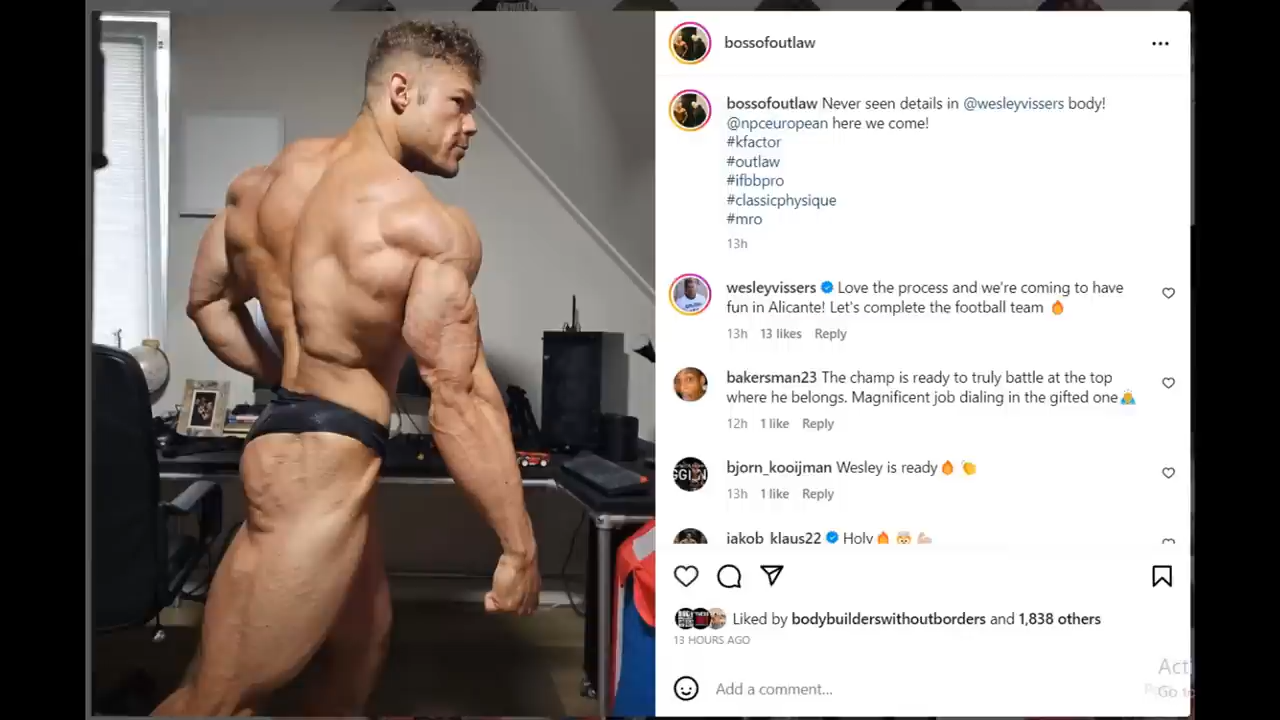 bossofoutlaw
bossofoutlaw Never seen details in @wesleyvissers body!
@npceuropean here we come!
#kfactor
#outlaw
#ifbbpro
#classicphysique
#mro
13h
wesleyvissers Love the process and we're coming to have
fun in Alicante! Let's complete the football team 🔥
13h 13 likes Reply
bakersman23 The champ is ready to truly battle at the top
where he belongs. Magnificent job dialing in the gifted one
12h 1 like Reply
bjorn_kooijman Wesley is ready🔥👏
13h 1 like Reply
jakob_klaus22 Holy🔥🤯💪🏻
Liked by bodybuilderswithoutborders and 1,838 others
13 HOURS AGO
Add a comment...
Acti
Go to